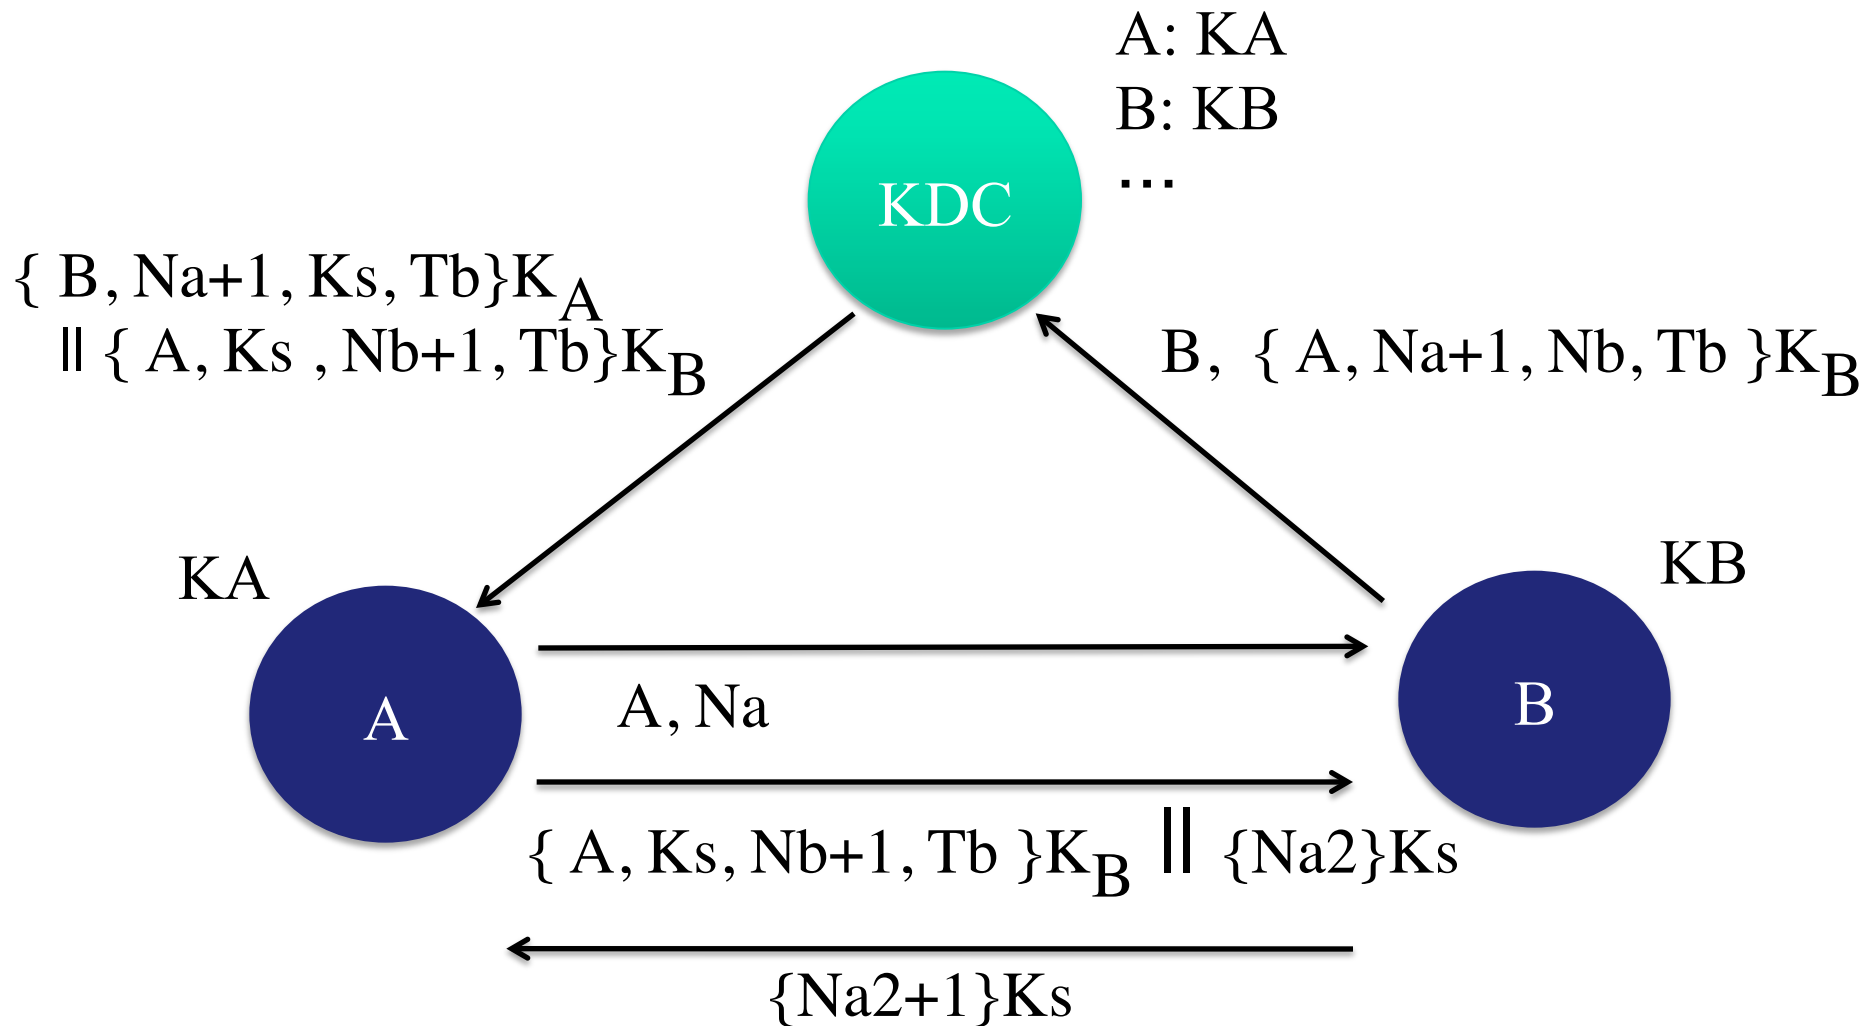 A: KA
B: KB
...
KDC
{ B, Na+1, Ks, Tb}KA
|| { A, Ks , Nb+1, Tb}KB
B, { A, Na+1, Nb, Tb }KB
KA
KB
A
B
A, Na
{ A, Ks, Nb+1, Tb }KB || {Na2}Ks
{Na2+1}Ks